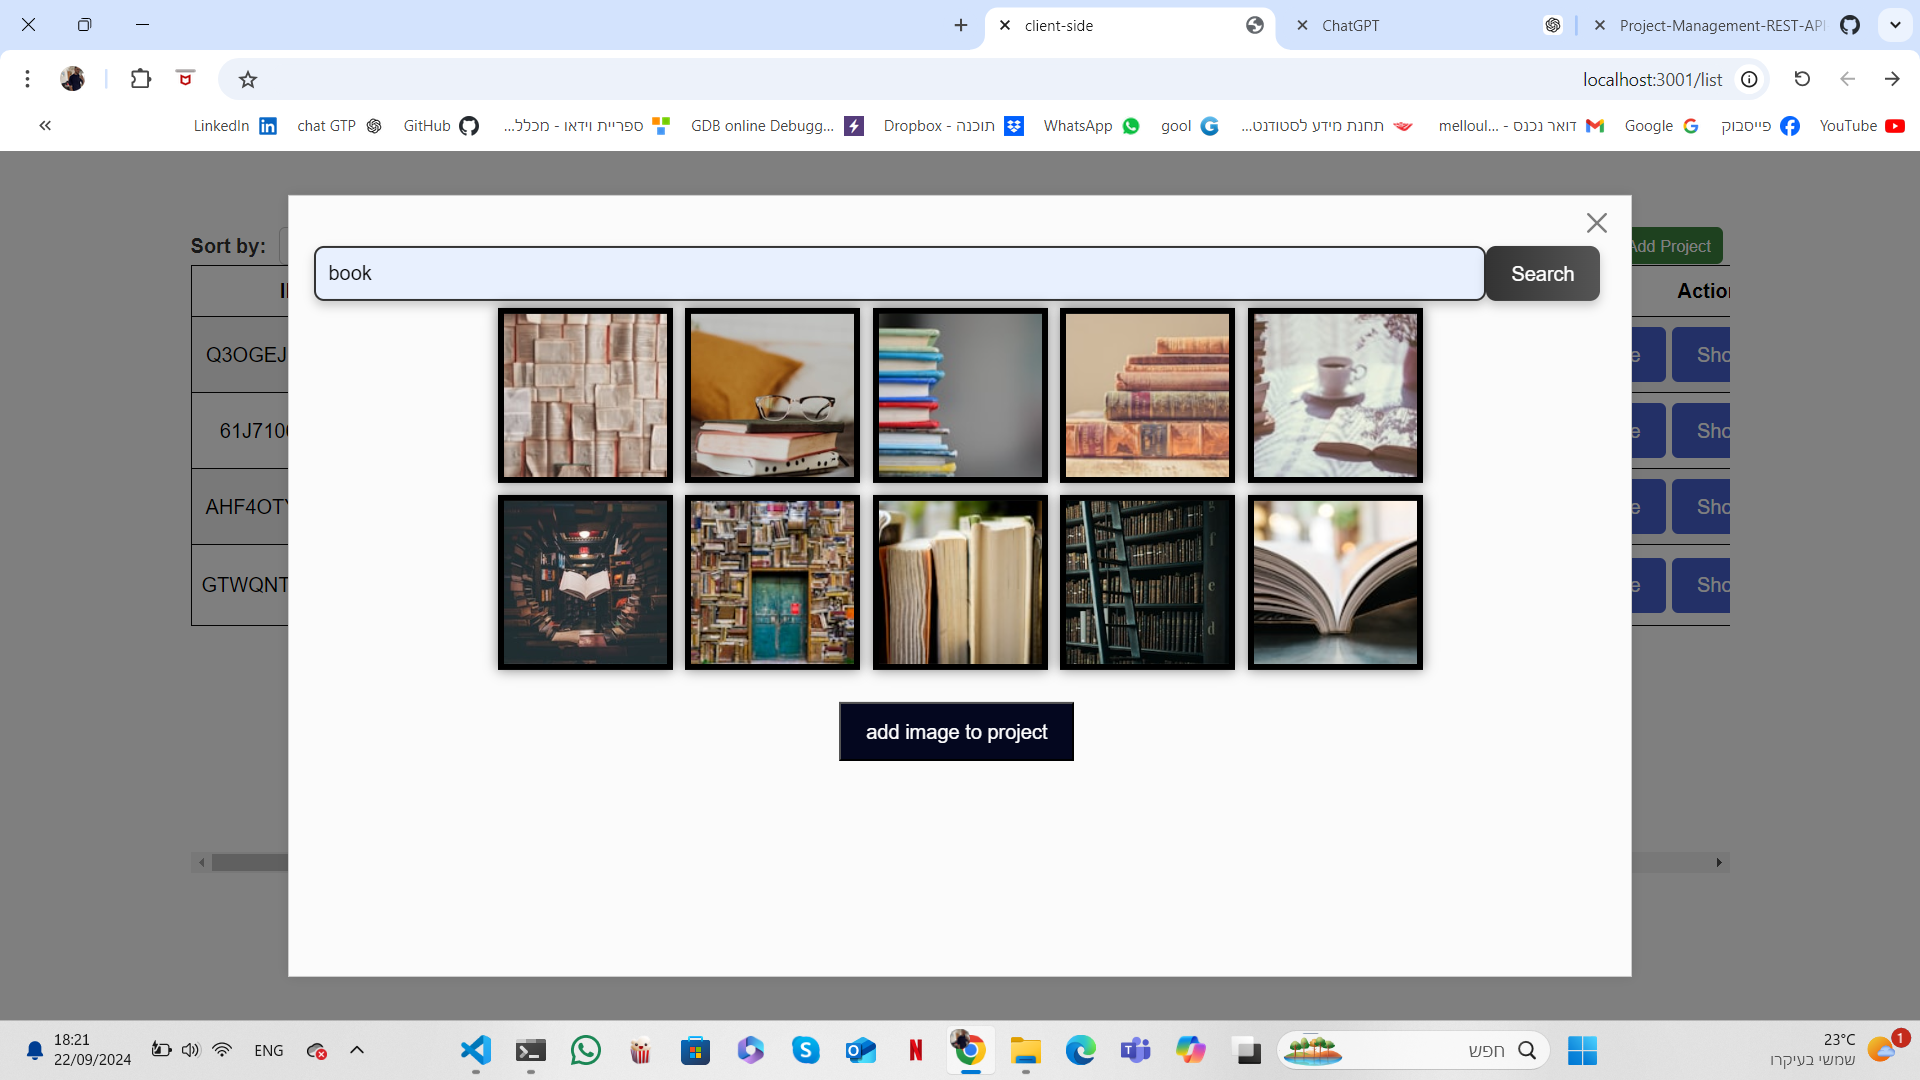 client-side
ChatGPT
Project-Management-REST-API
localhost:3001/list
LinkedIn
chat GTP
GitHub
ספריית וידאו - מכלל...
GDB online Debugg...
Dropbox - תוכנה
WhatsApp
gool
תחנת מידע לסטודנט...
דואר נכנס - melloul...
Google
פייסבוק
YouTube
Sort by:
Add Project
book
Search
Action
Q3OGEJ
Sho
61J710
Sho
AHF4OTY
Sho
GTWQNT
Sho
add image to project
18:21
22/09/2024
ENG
חפש
23°C
שמשי בעיקרו
1